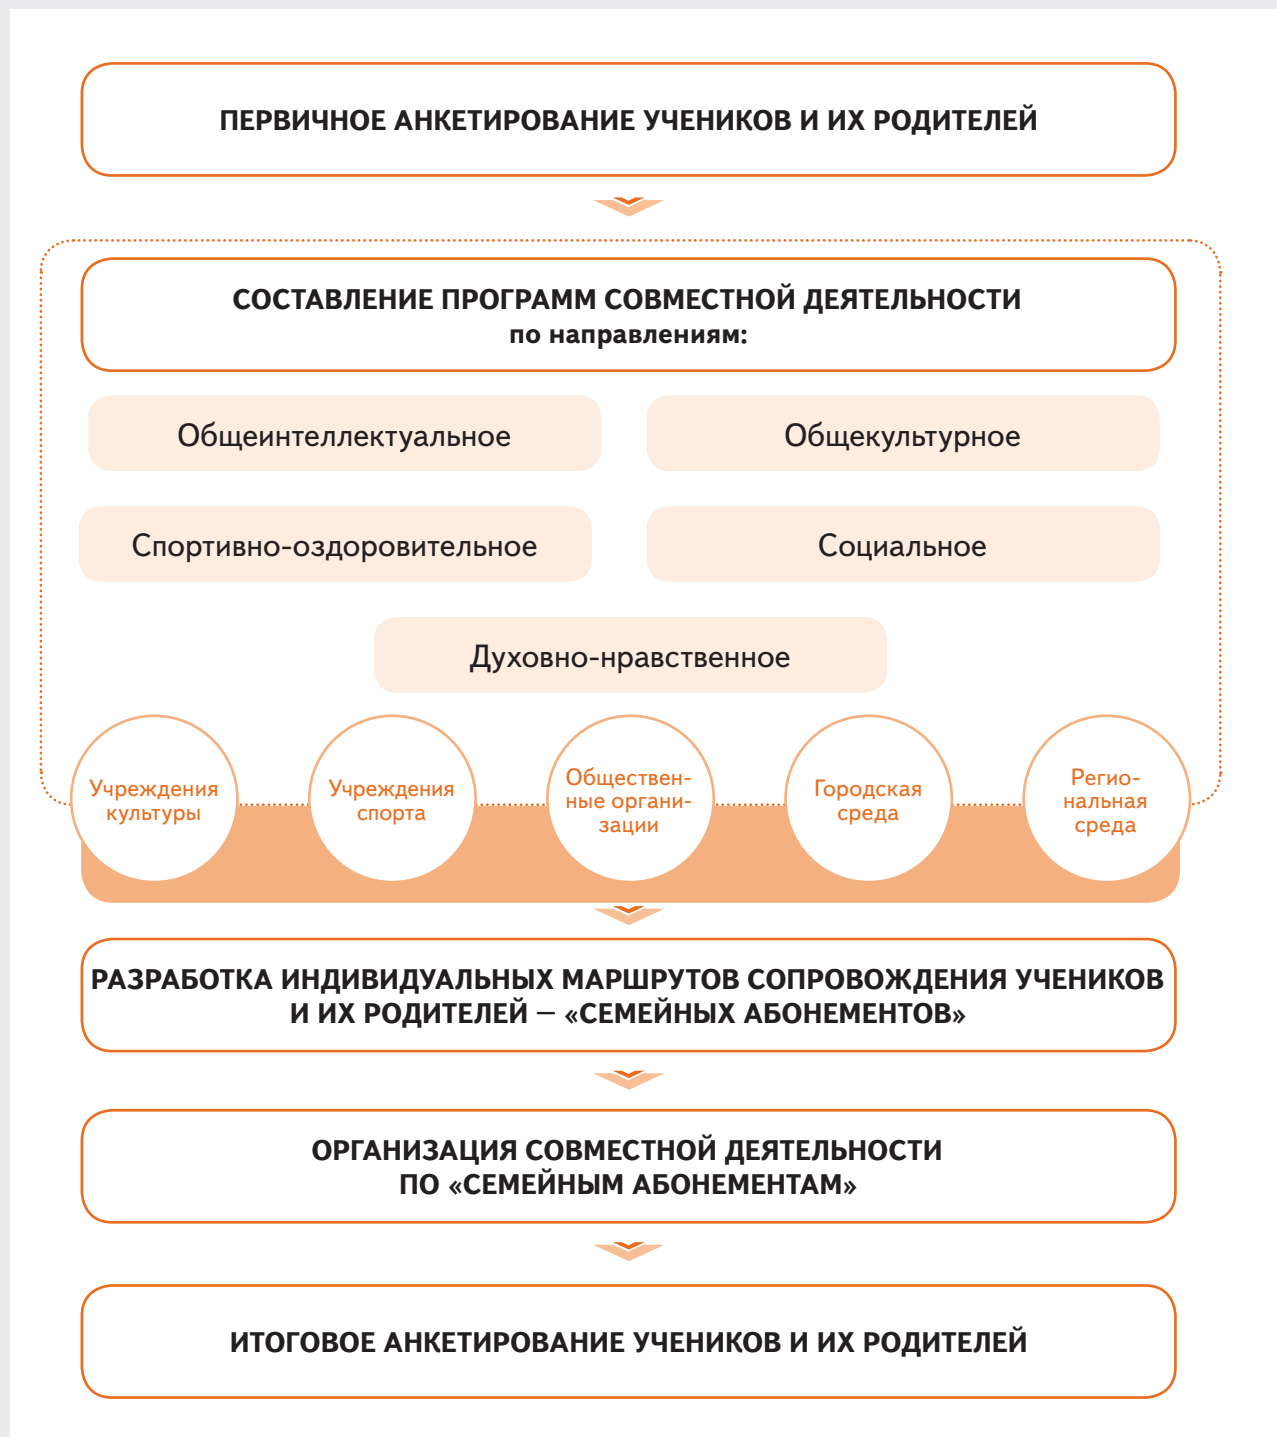 ПЕРВИЧНОЕ АНКЕТИРОВАНИЕ УЧЕНИКОВ И ИХ РОДИТЕЛЕЙ
СОСТАВЛЕНИЕ ПРОГРАММ СОВМЕСТНОЙ ДЕЯТЕЛЬНОСТИ
по направлениям:
Общеинтеллектуальное
Общекультурное
Спортивно-оздоровительное
Социальное
Духовно-нравственное
Учреждения
культуры
Учреждения
спорта
Обществен-
ные органи-
зации
Городская
среда
Регио-
нальная
среда
РАЗРАБОТКА ИНДИВИДУАЛЬНЫХ МАРШРУТОВ СОПРОВОЖДЕНИЯ УЧЕНИКОВ
И ИХ РОДИТЕЛЕЙ — «СЕМЕЙНЫХ АБОНЕМЕНТОВ»
ОРГАНИЗАЦИЯ СОВМЕСТНОЙ ДЕЯТЕЛЬНОСТИ
ПО «СЕМЕЙНЫМ АБОНЕМЕНТАМ»
ИТОГОВОЕ АНКЕТИРОВАНИЕ УЧЕНИКОВ И ИХ РОДИТЕЛЕЙ